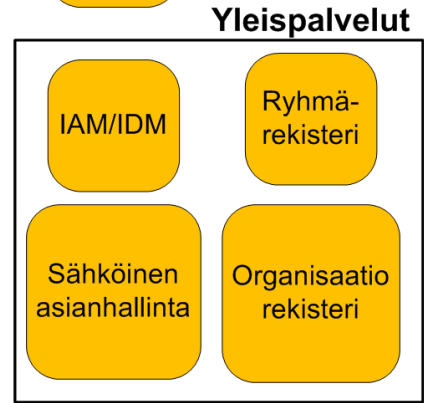 Yleispalvelut
IAM/IDM
Ryhmä-
rekisteri
Sähköinen
asianhallinta
Organisaatio
rekisteri